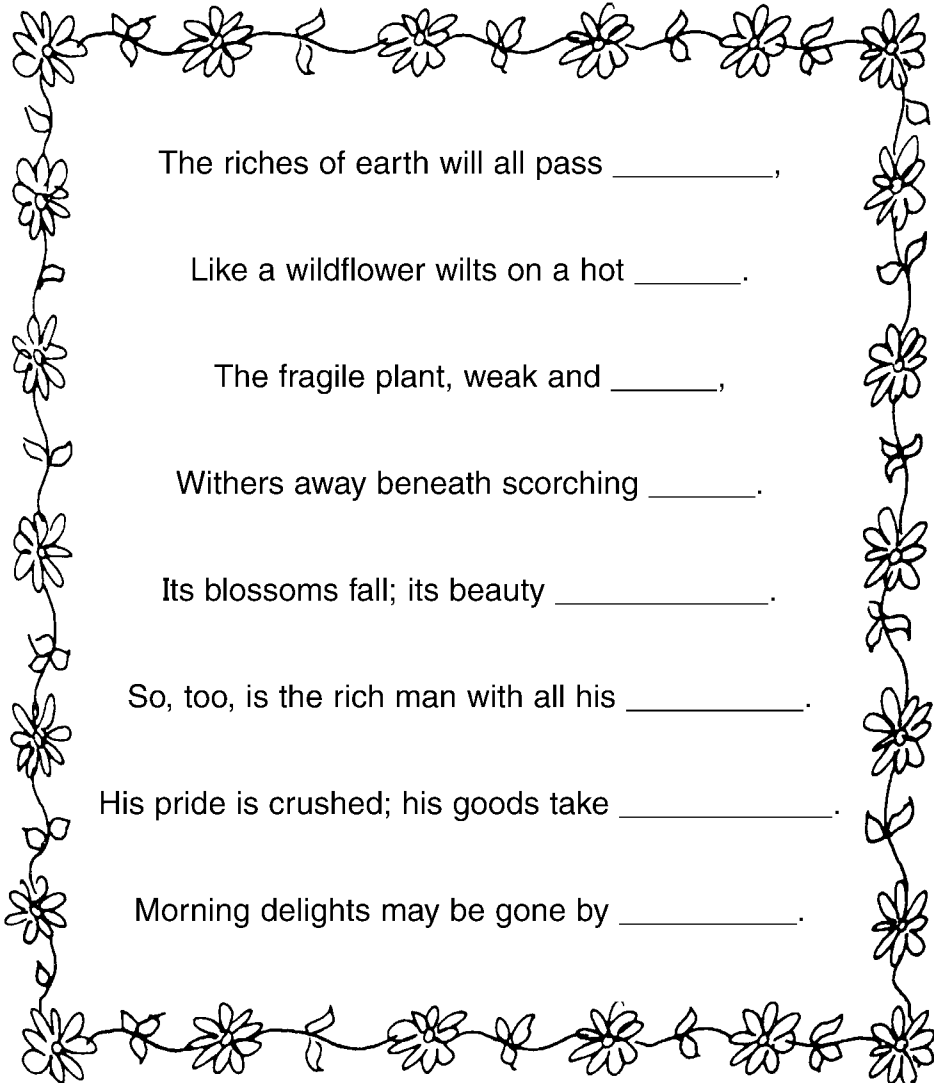 The riches of earth will all pass __________,
Like a wildflower wilts on a hot ______.
The fragile plant, weak and ______,
Withers away beneath scorching ______.
Its blossoms fall; its beauty ____________.
So, too, is the rich man with all his __________.
His pride is crushed; his goods take ____________.
Morning delights may be gone by __________.